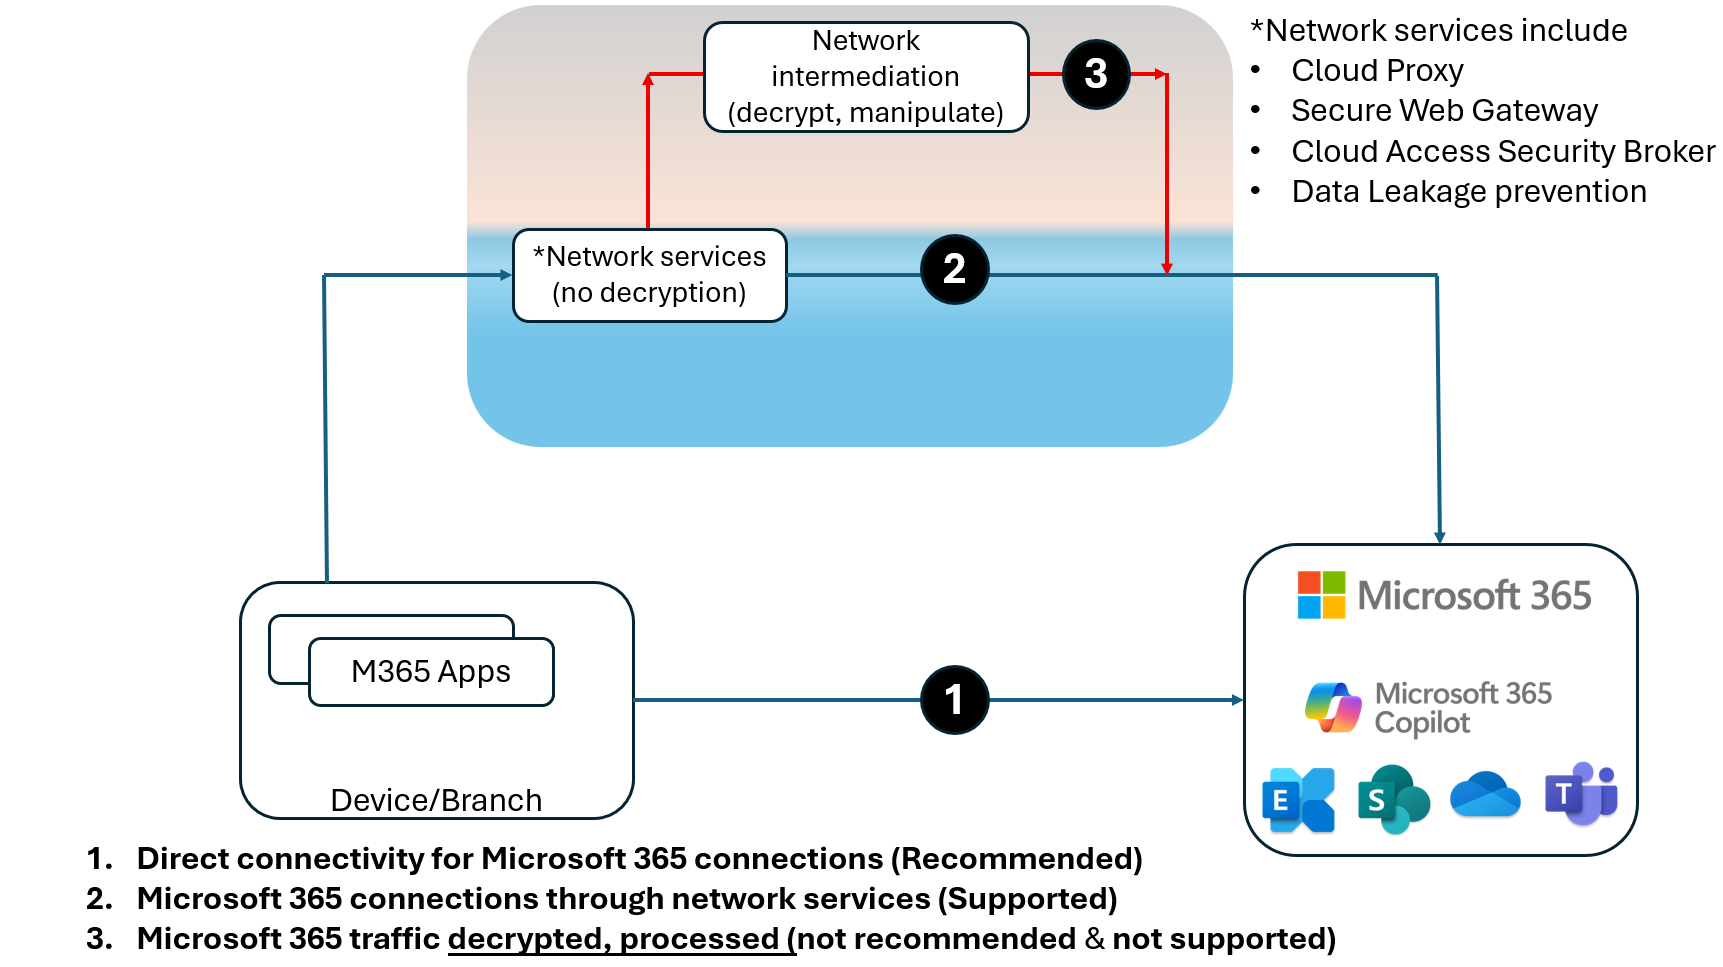 Network
intermediation
(decrypt, manipulate)
3
*Network services include
• Cloud Proxy
• Secure Web Gateway
• Cloud Access Security Broker
• Data Leakage prevention
*Network services
(no decryption)
2
M365 Apps
Device/Branch
1
Microsoft 365
Microsoft 365
Copilot
E
S
T
1. Direct connectivity for Microsoft 365 connections (Recommended)
2. Microsoft 365 connections through network services (Supported)
3. Microsoft 365 traffic decrypted, processed (not recommended & not supported)